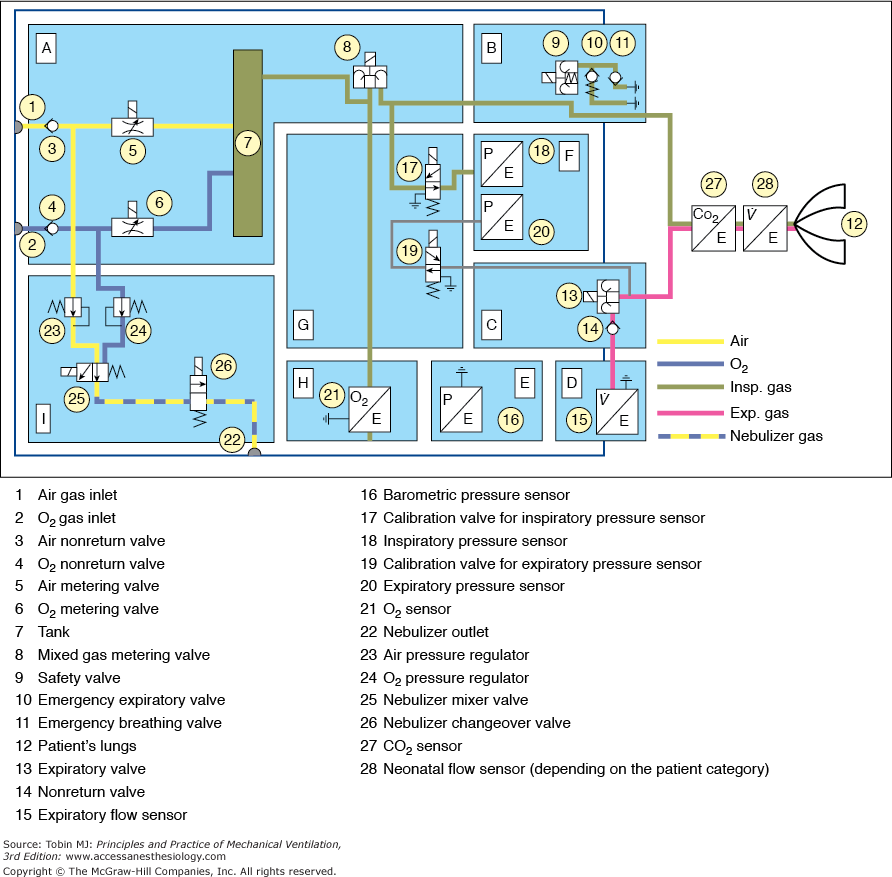 A
B
8
9
10
11
1
3
5
7
4
6
2
17
P
E
18
F
P
E
20
19
27
28
CO2
E
V̇
E
12
13
14
C
G
23
24
25
26
I
22
H
21
O2
E
P
E
E
16
D
15
V̇
E
Air
O2
Insp. gas
Exp. gas
Nebulizer gas
1 Air gas inlet
2 O2 gas inlet
3 Air nonreturn valve
4 O2 nonreturn valve
5 Air metering valve
6 O2 metering valve
7 Tank
8 Mixed gas metering valve
9 Safety valve
10 Emergency expiratory valve
11 Emergency breathing valve
12 Patient's lungs
13 Expiratory valve
14 Nonreturn valve
15 Expiratory flow sensor
16 Barometric pressure sensor
17 Calibration valve for inspiratory pressure sensor
18 Inspiratory pressure sensor
19 Calibration valve for expiratory pressure sensor
20 Expiratory pressure sensor
21 O2 sensor
22 Nebulizer outlet
23 Air pressure regulator
24 O2 pressure regulator
25 Nebulizer mixer valve
26 Nebulizer changeover valve
27 CO2 sensor
28 Neonatal flow sensor (depending on the patient category)
Source: Tobin MJ: Principles and Practice of Mechanical Ventilation,
3rd Edition: www.accessanesthesiology.com
Copyright © The McGraw-Hill Companies, Inc. All rights reserved.